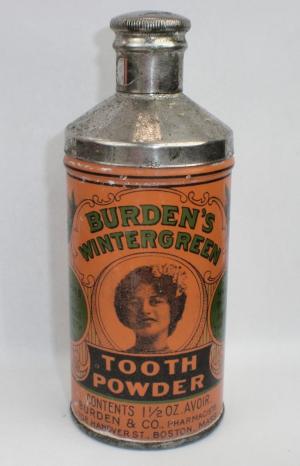 BURDEN'S
WINTERGREEN
TOOTH
POWDER
CONTENTS 1½ OZ. AVOIR.
BURDEN & CO., PHARMACISTS
HANOVER ST., BOSTON, MASS